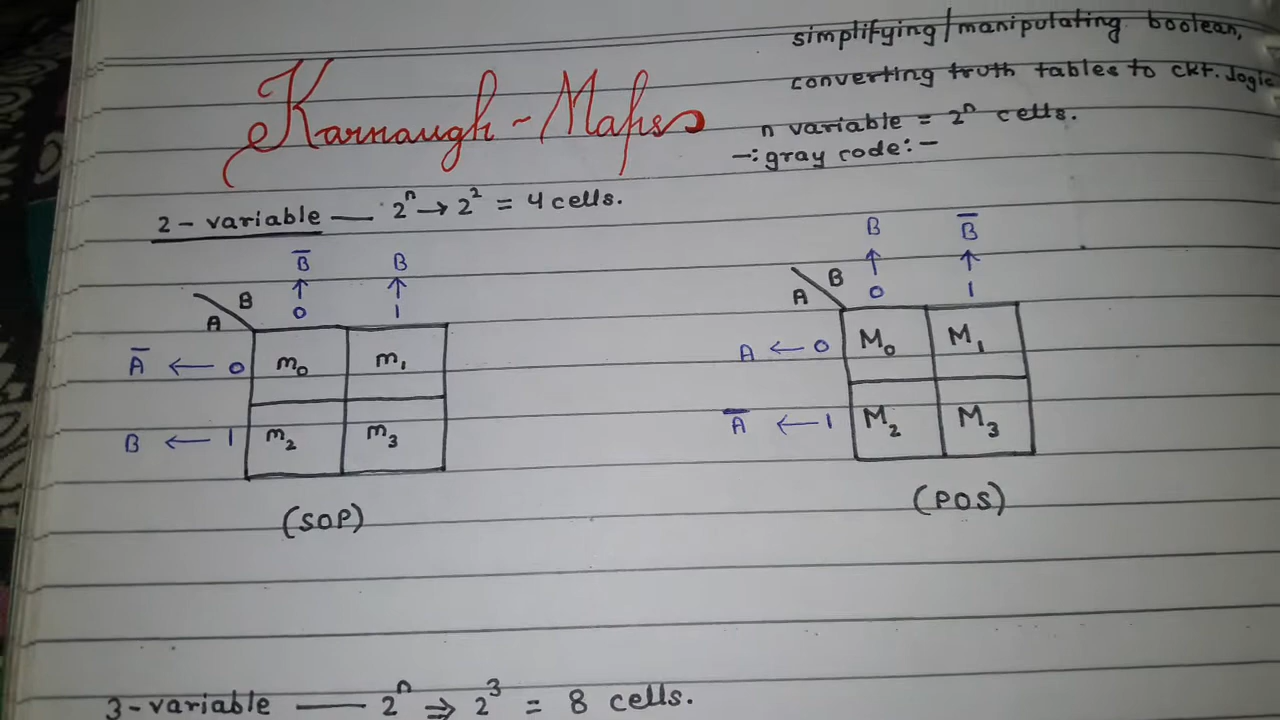 simplifying/manipulating boolean,
converting truth tables to ckt. logic
Karnaugh - Maps
n variable = 2ⁿ cells.
-: gray code: -
2 - variable — 2ⁿ → 2² = 4 cells.
B̅ B
↑ ↑
B 0 1
A
A̅ ← 0 m₀ m₁
B ← 1 m₂ m₃
(SOP)
B B̅
↑ ↑
B 0 1
A
A ← 0 M₀ M₁
A̅ ← 1 M₂ M₃
(POS)
3-variable — 2ⁿ ⇒ 2³ = 8 cells.